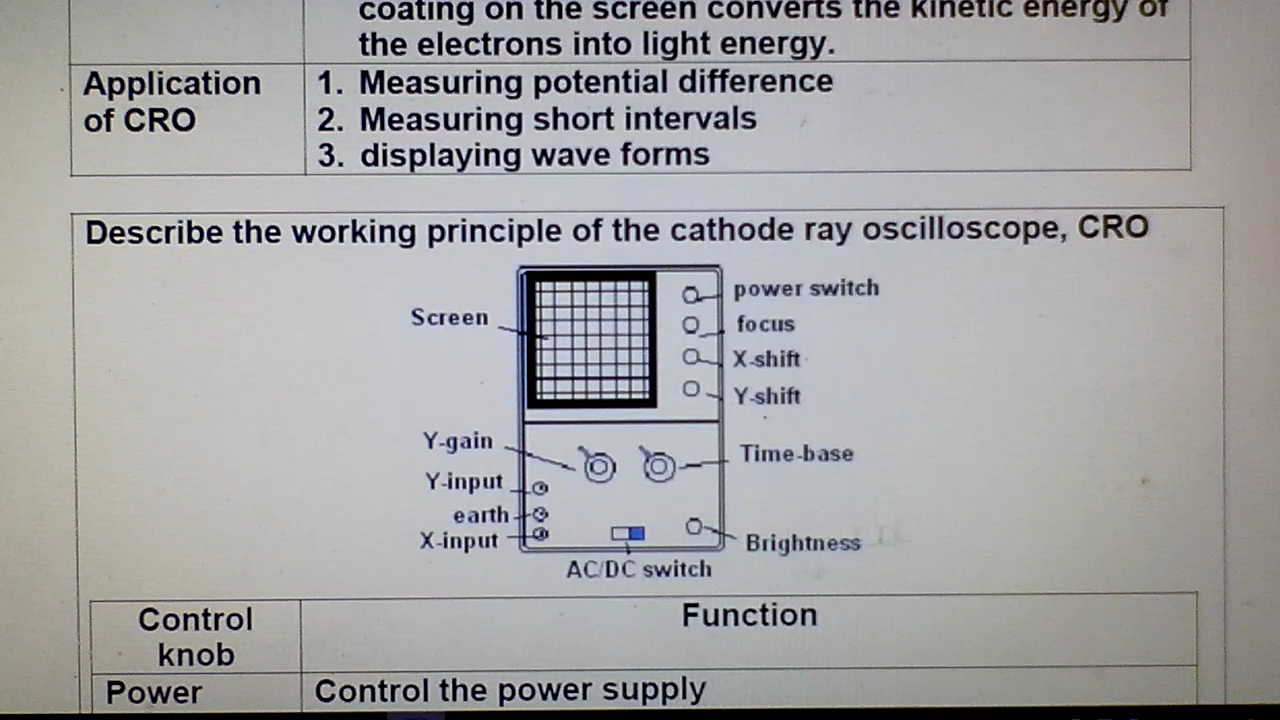 coating on the screen converts the kinetic energy of
the electrons into light energy.
Application
of CRO
1. Measuring potential difference
2. Measuring short intervals
3. displaying wave forms
Describe the working principle of the cathode ray oscilloscope, CRO
Screen
power switch
focus
X-shift
Y-shift
Y-gain
Time-base
Y-input
earth
X-input
Brightness
AC/DC switch
Control
knob
Function
Power
Control the power supply